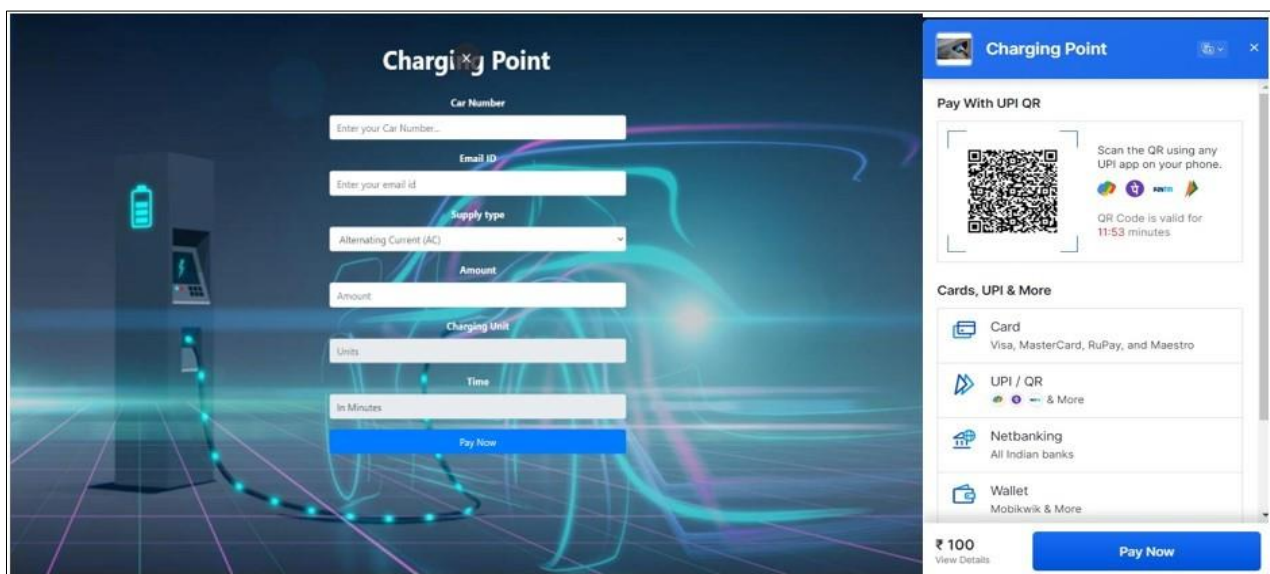 Charging Point
Car Number
Enter your Car Number...
Email ID
Enter your email id
Supply type
Alternating Current (AC)
Amount
Amount
Charging Unit
Units
Time
In Minutes
Pay Now
Charging Point
Pay With UPI QR
Scan the QR using any
UPI app on your phone.
Paytm
QR Code is valid for
11:53 minutes
Cards, UPI & More
Card
Visa, MasterCard, RuPay, and Maestro
UPI / QR
& More
Netbanking
All Indian banks
Wallet
Mobikwik & More
₹ 100
View Details
Pay Now